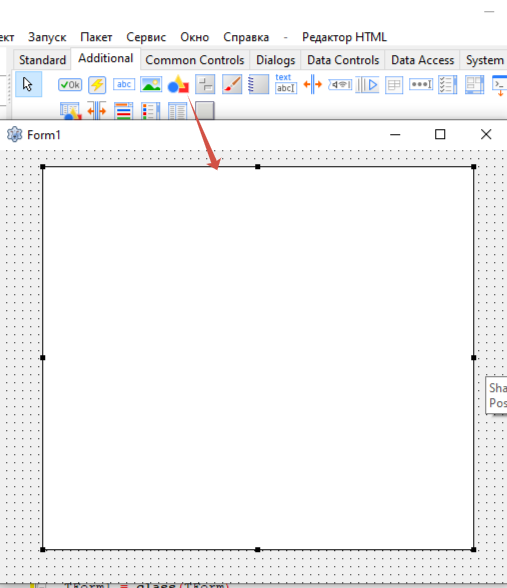 Запуск Пакет Сервис Окно Справка - Редактор HTML
Standard Additional Common Controls Dialogs Data Controls Data Access System
Ok abc text
abc
Form1
Sha
Pos
TForm1 = class(TForm)